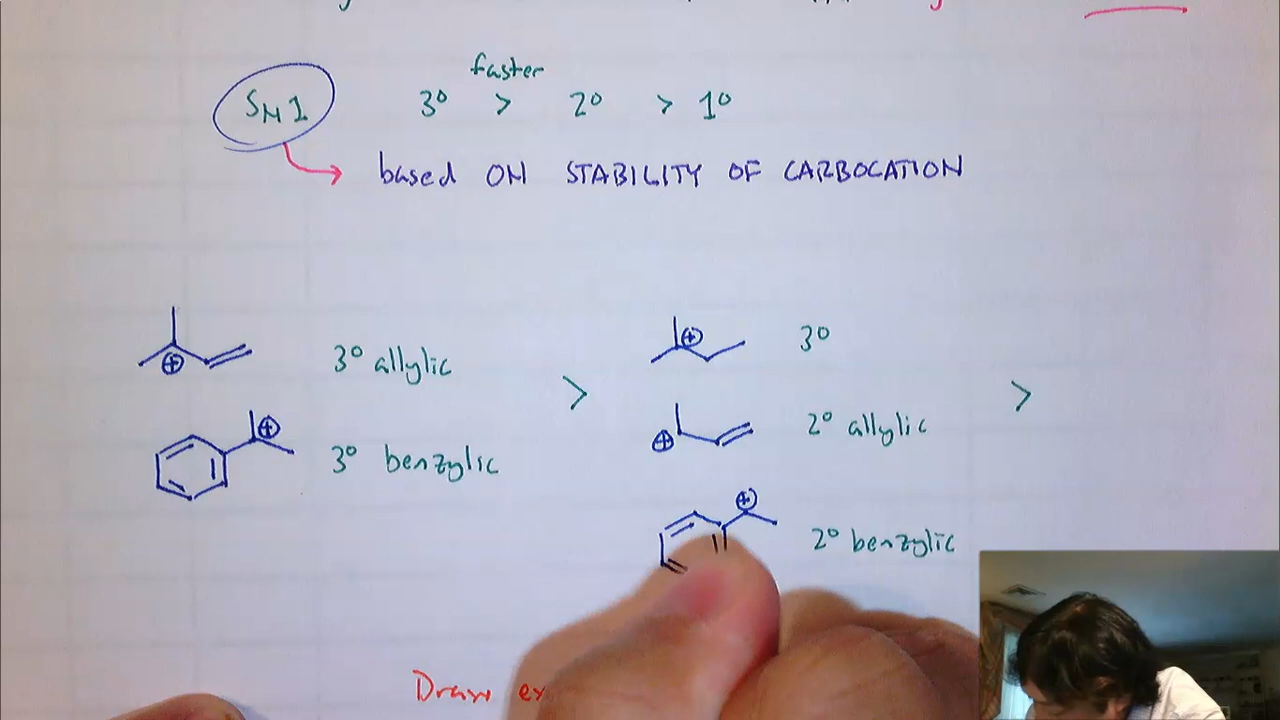 faster
SN1 3° > 2° > 1°
based ON STABILITY OF CARBOCATION
3° allylic
3° benzylic
>
3°
2° allylic
2° benzylic
>
Draw